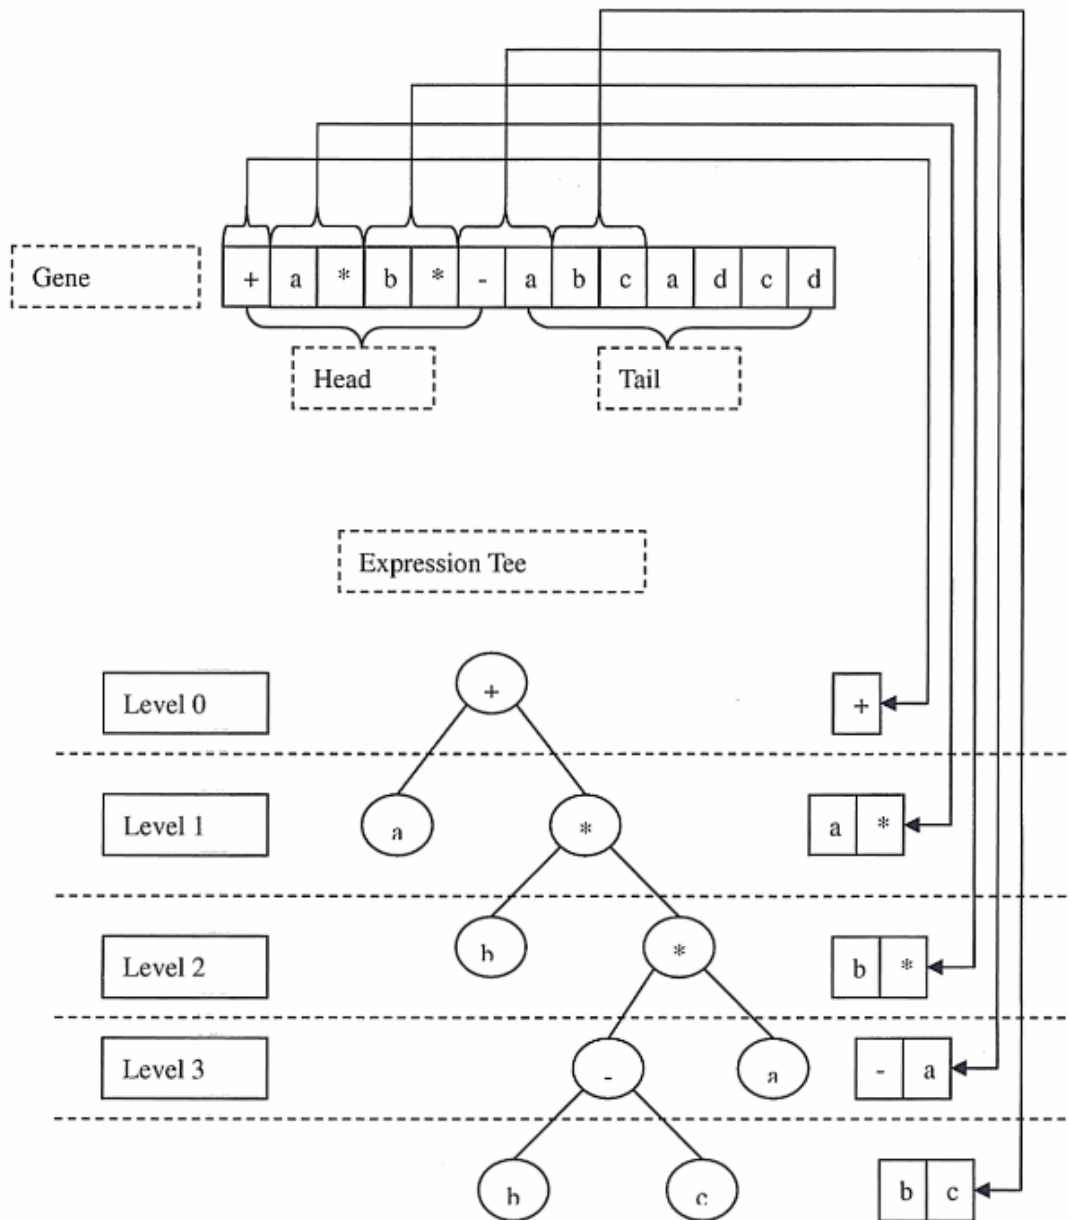 Gene
+ a * b * - a b c a d c d
Head Tail
Expression Tee
+
Level 0 +
a *
Level 1 a *
b *
Level 2 b *
- a
Level 3 - a
b c
b c